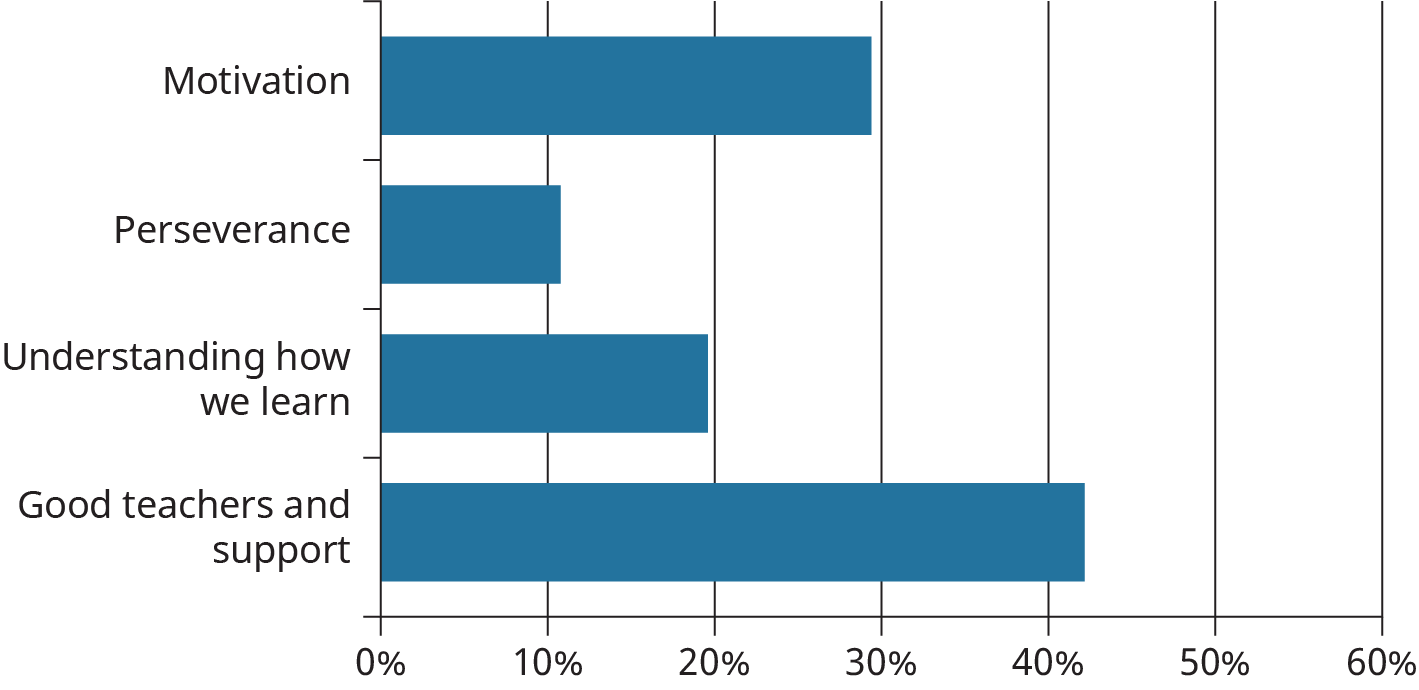 Motivation
Perseverance
Understanding how
we learn
Good teachers and
support
0% 10% 20% 30% 40% 50% 60%